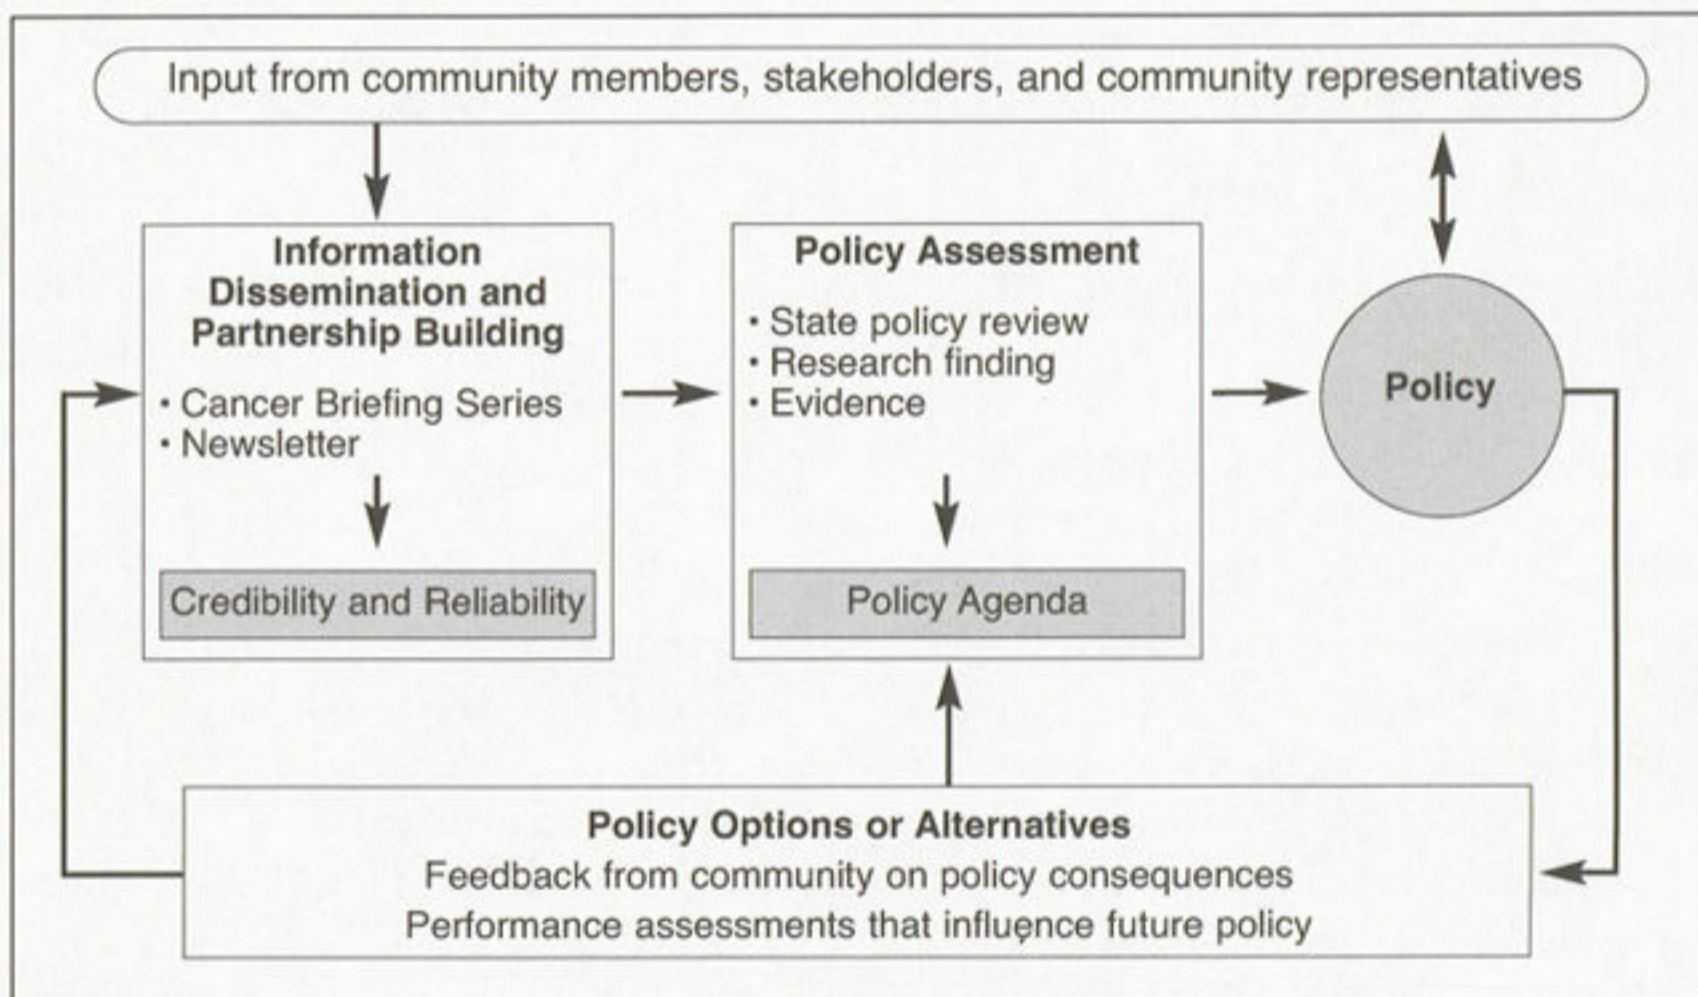 Input from community members, stakeholders, and community representatives
Information
Dissemination and
Partnership Building
• Cancer Briefing Series
• Newsletter
Credibility and Reliability
Policy Assessment
• State policy review
• Research finding
• Evidence
Policy Agenda
Policy
Policy Options or Alternatives
Feedback from community on policy consequences
Performance assessments that influence future policy